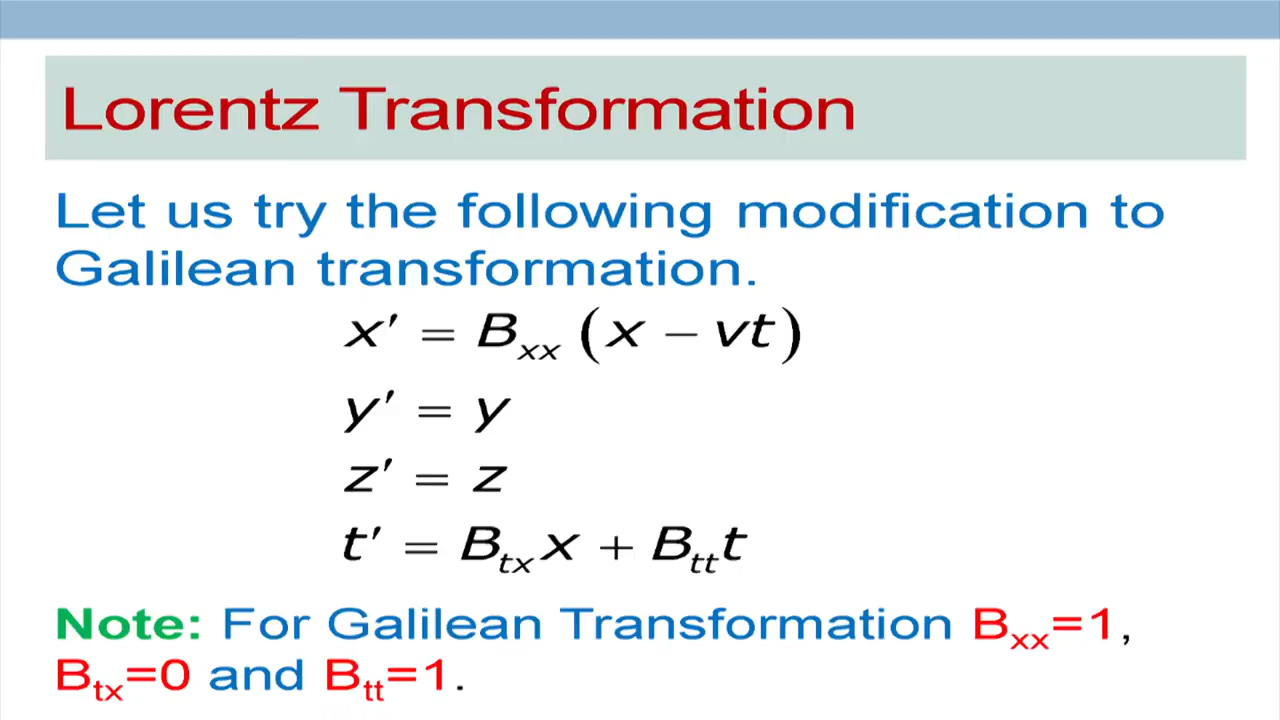 Lorentz Transformation
Let us try the following modification to
Galilean transformation.
x′ = Bₓₓ (x − vt)
y′ = y
z′ = z
t′ = Bₜₓx + Bₜₜt
Note: For Galilean Transformation Bₓₓ=1,
Bₜₓ=0 and Bₜₜ=1.